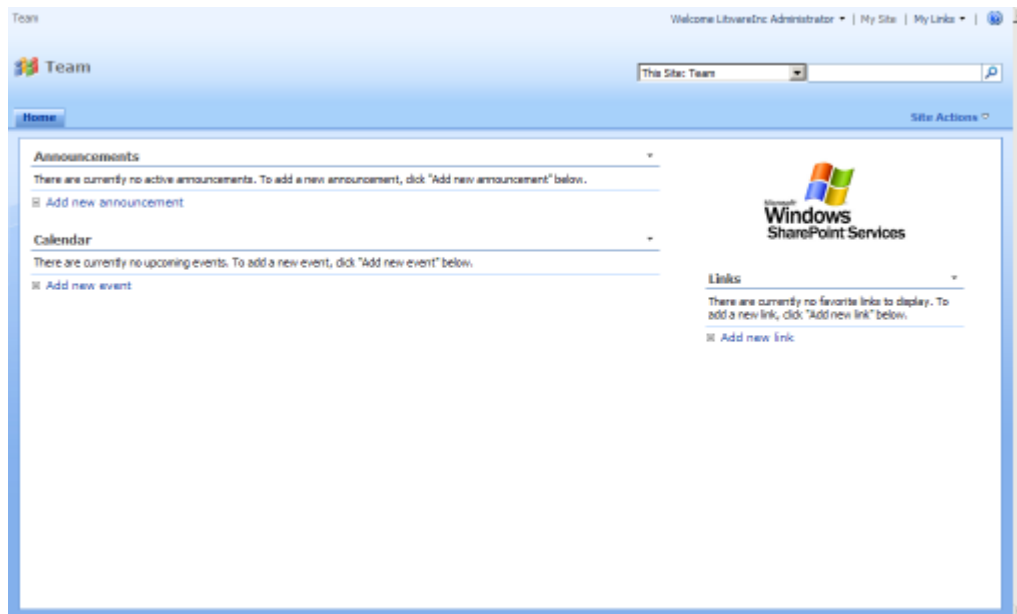 Team
Welcome LitwareInc Administrator | My Site | My Links |
Team
This Site: Team
Home
Site Actions
Announcements
There are currently no active announcements. To add a new announcement, click "Add new announcement" below.
Add new announcement
Calendar
There are currently no upcoming events. To add a new event, click "Add new event" below.
Add new event
Microsoft
Windows
SharePoint Services
Links
There are currently no favorite links to display. To
add a new link, click "Add new link" below.
Add new link